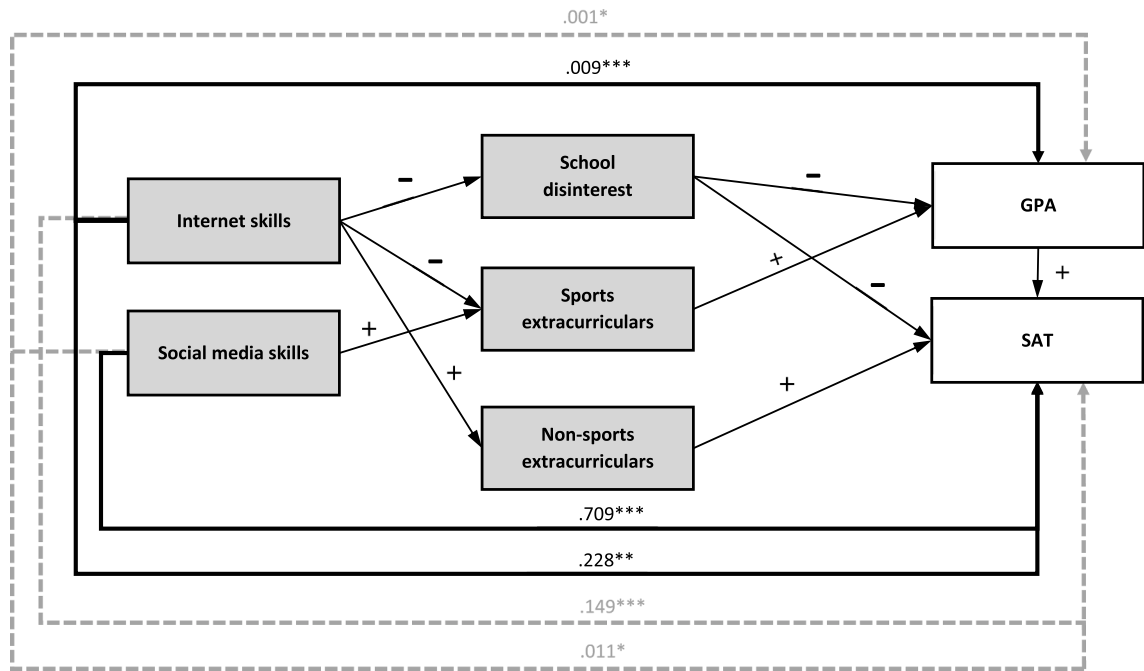 .001*
.009***
School
disinterest
-
-
GPA
Internet skills
-
+
-
+
Sports
extracurriculars
+
Social media skills
SAT
+
+
Non-sports
extracurriculars
.709***
.228**
.149***
.011*